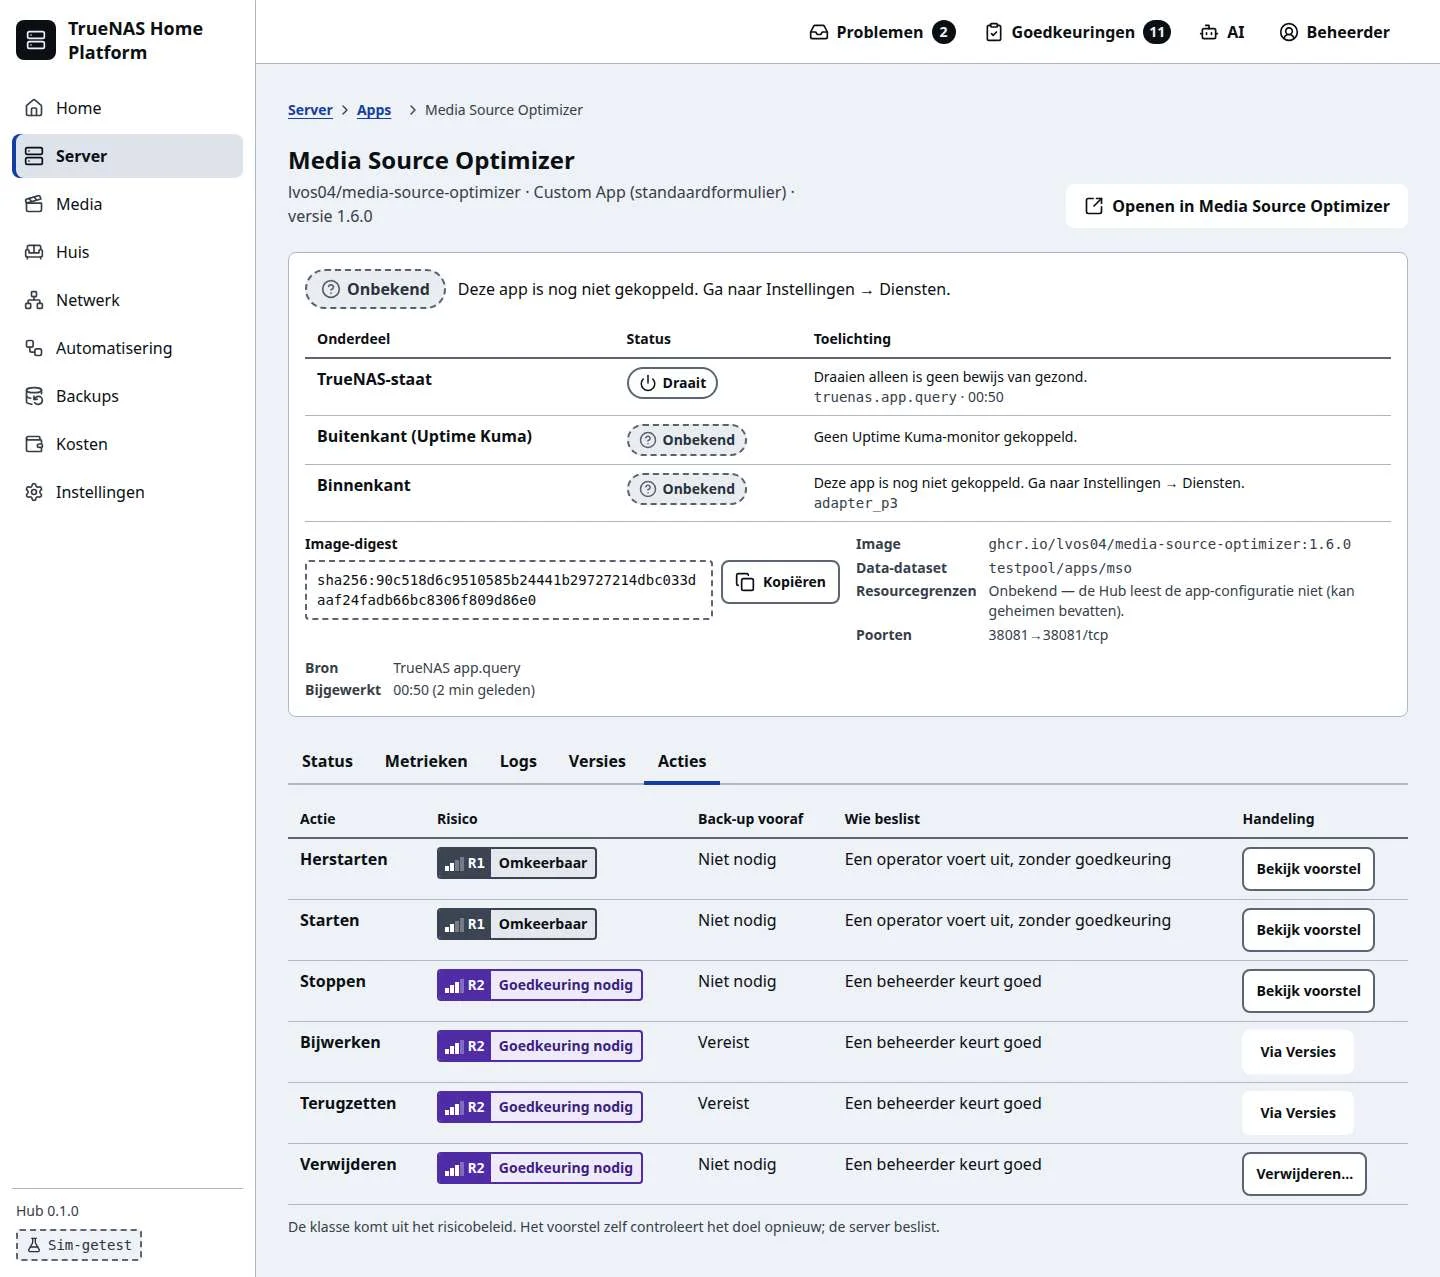 TrueNAS Home
Platform
Home
Server
Media
Huis
Netwerk
Automatisering
Backups
Kosten
Instellingen
Hub 0.1.0
Sim-getest
Problemen 2
Goedkeuringen 11
AI
Beheerder
Server > Apps > Media Source Optimizer
Media Source Optimizer
lvos04/media-source-optimizer · Custom App (standaardformulier) ·
versie 1.6.0
Openen in Media Source Optimizer
Onbekend Deze app is nog niet gekoppeld. Ga naar Instellingen → Diensten.
Onderdeel Status Toelichting
TrueNAS-staat Draait Draaien alleen is geen bewijs van gezond.
truenas.app.query · 00:50
Buitenkant (Uptime Kuma) Onbekend Geen Uptime Kuma-monitor gekoppeld.
Binnenkant Onbekend Deze app is nog niet gekoppeld. Ga naar Instellingen → Diensten.
adapter_p3
Image-digest
sha256:90c518d6c9510585b24441b29727214dbc033d
aaf24fadb66bc8306f809d86e0
Kopiëren
Image ghcr.io/lvos04/media-source-optimizer:1.6.0
Data-dataset testpool/apps/mso
Resourcegrenzen Onbekend — de Hub leest de app-configuratie niet (kan
geheimen bevatten).
Poorten 38081→38081/tcp
Bron TrueNAS app.query
Bijgewerkt 00:50 (2 min geleden)
Status Metrieken Logs Versies Acties
Actie Risico Back-up vooraf Wie beslist Handeling
Herstarten R1 Omkeerbaar Niet nodig Een operator voert uit, zonder goedkeuring Bekijk voorstel
Starten R1 Omkeerbaar Niet nodig Een operator voert uit, zonder goedkeuring Bekijk voorstel
Stoppen R2 Goedkeuring nodig Niet nodig Een beheerder keurt goed Bekijk voorstel
Bijwerken R2 Goedkeuring nodig Vereist Een beheerder keurt goed Via Versies
Terugzetten R2 Goedkeuring nodig Vereist Een beheerder keurt goed Via Versies
Verwijderen R2 Goedkeuring nodig Niet nodig Een beheerder keurt goed Verwijderen...
De klasse komt uit het risicobeleid. Het voorstel zelf controleert het doel opnieuw; de server beslist.